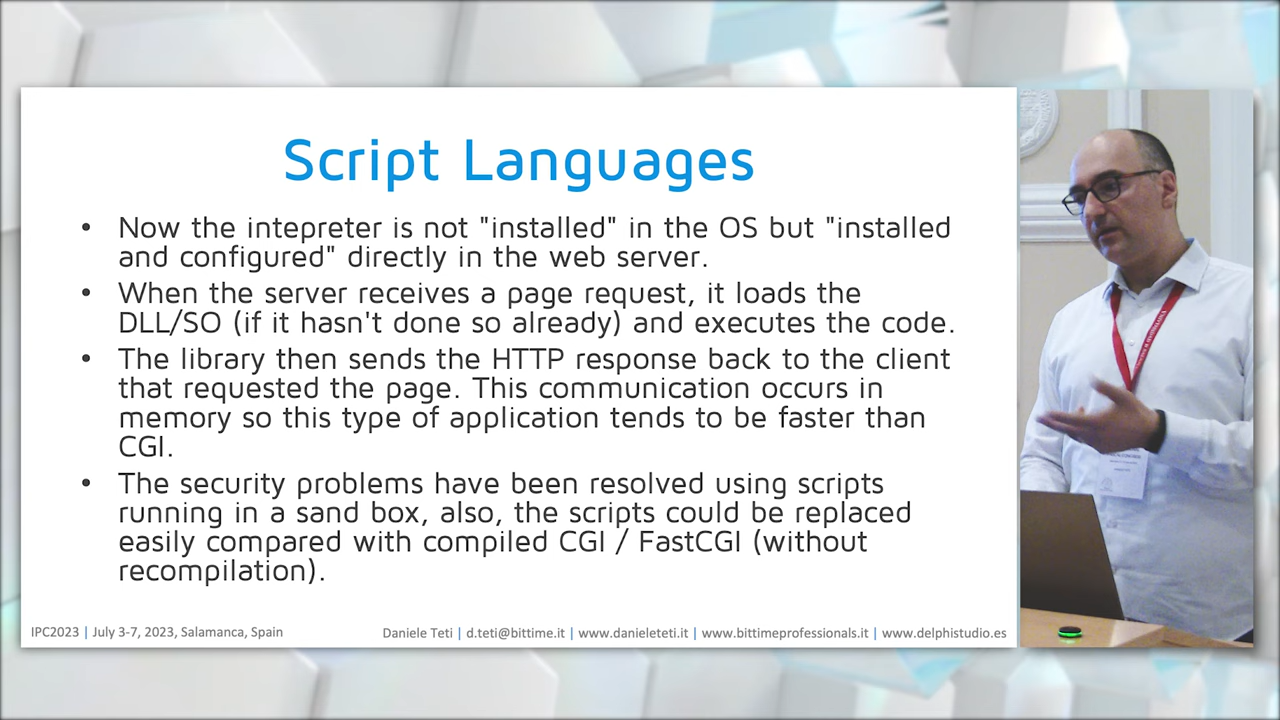 Script Languages
• Now the intepreter is not "installed" in the OS but "installed
and configured" directly in the web server.
• When the server receives a page request, it loads the
DLL/SO (if it hasn't done so already) and executes the code.
• The library then sends the HTTP response back to the client
that requested the page. This communication occurs in
memory so this type of application tends to be faster than
CGI.
• The security problems have been resolved using scripts
running in a sand box, also, the scripts could be replaced
easily compared with compiled CGI / FastCGI (without
recompilation).
IPC2023 | July 3-7, 2023, Salamanca, Spain
Daniele Teti | d.teti@bittime.it | www.danieleteti.it | www.bittimeprofessionals.it | www.delphistudio.es